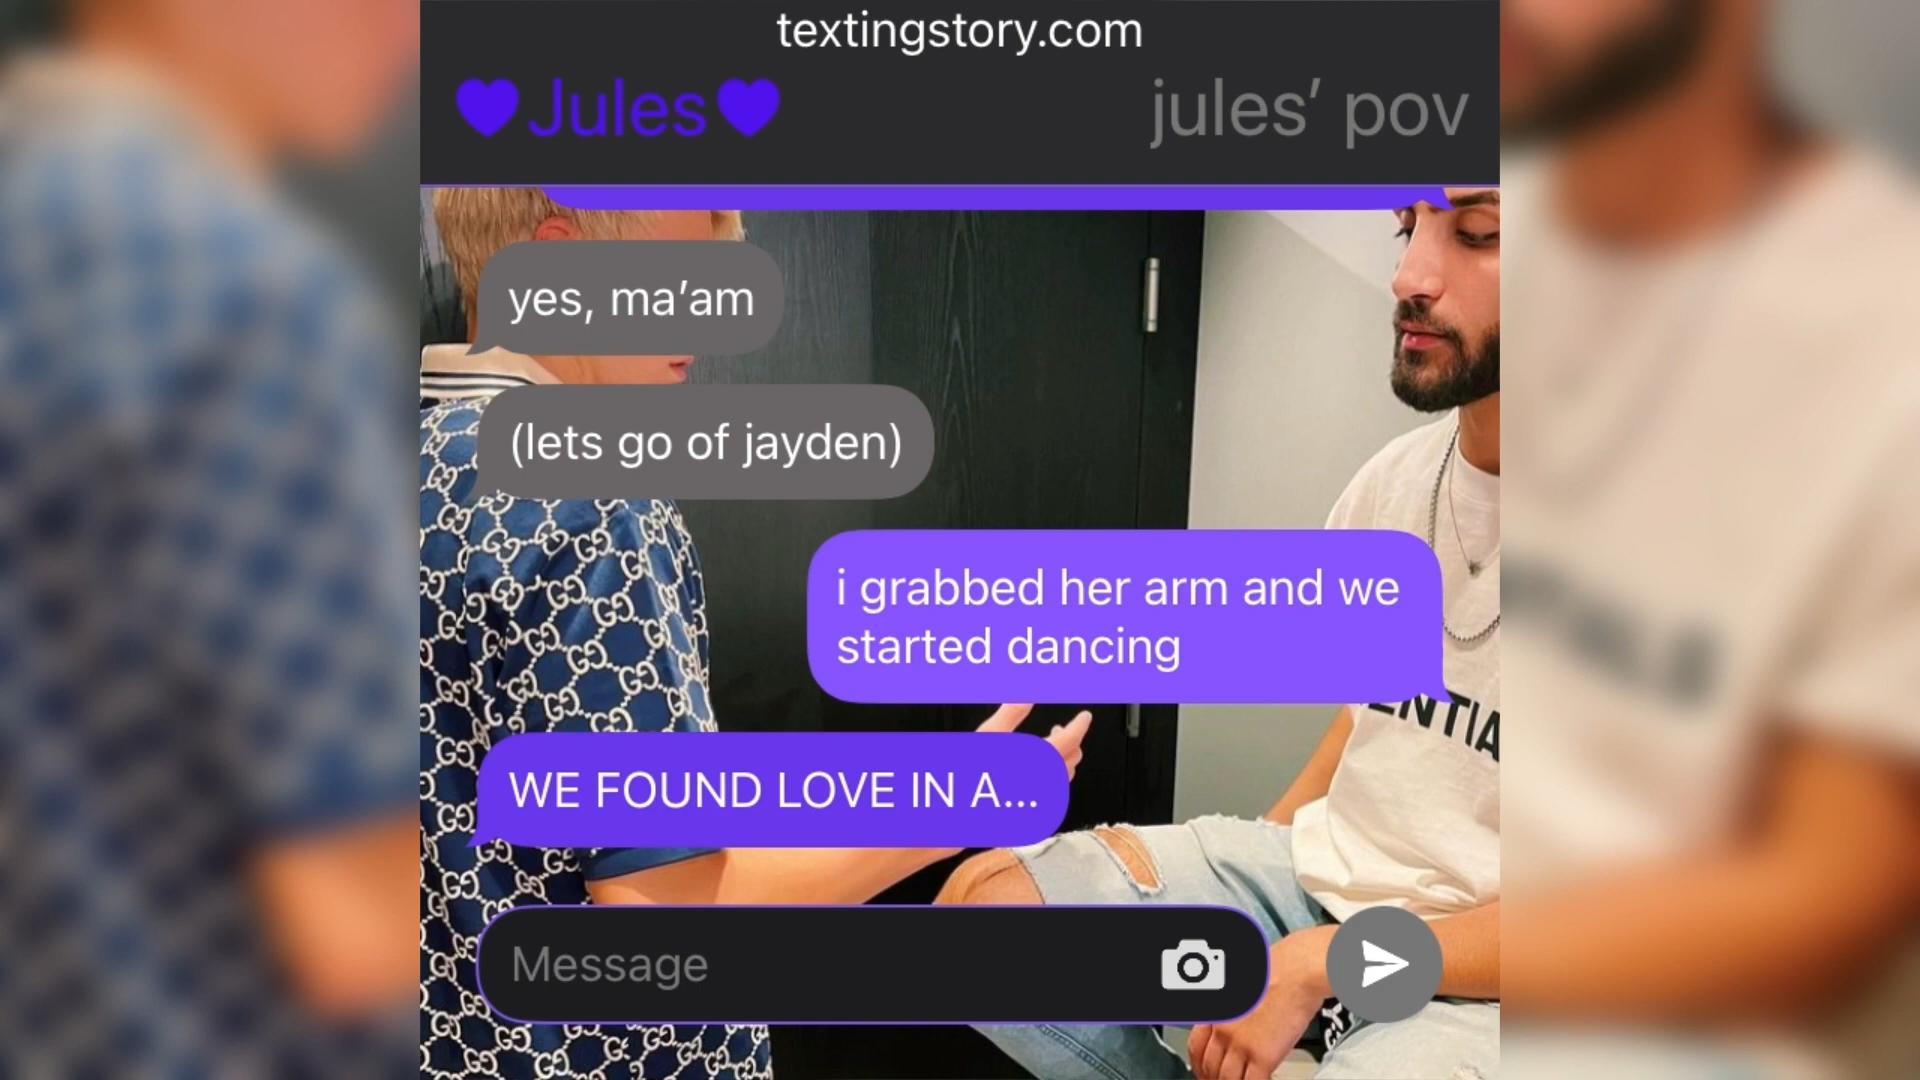 textingstory.com
💜Jules💜
jules’ pov
yes, ma’am
(lets go of jayden)
i grabbed her arm and we
started dancing
ENTIA
WE FOUND LOVE IN A...
Message